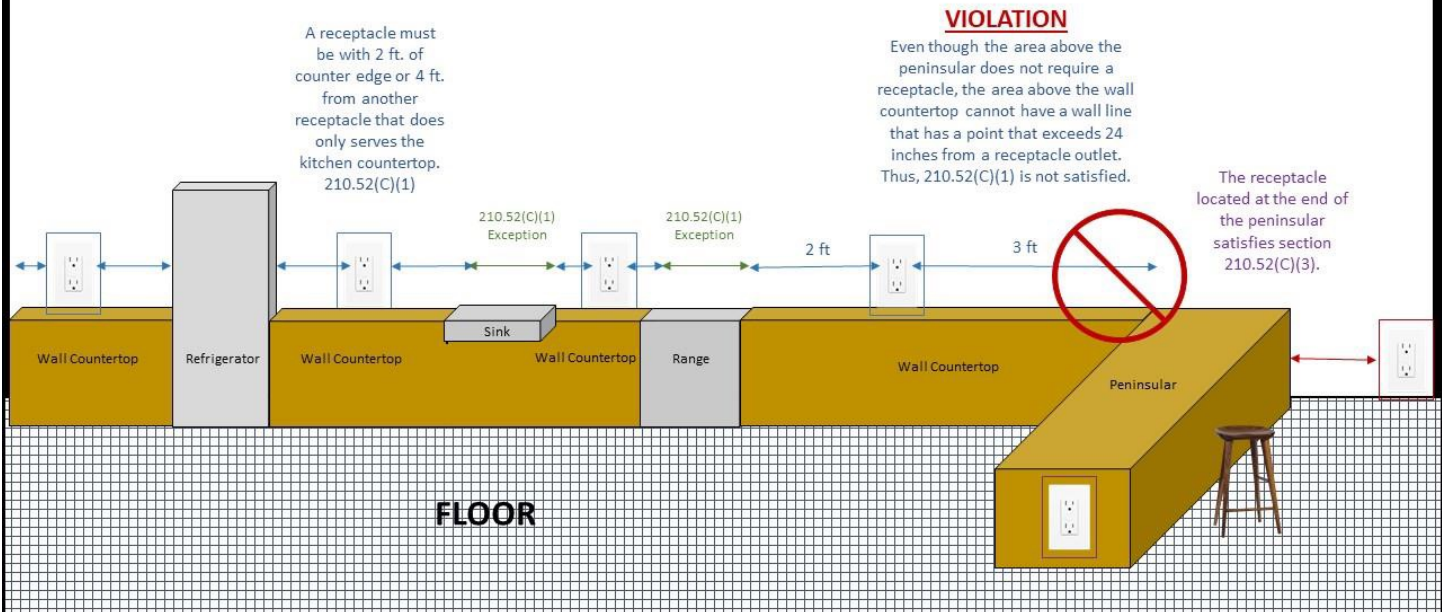 A receptacle must
be with 2 ft. of
counter edge or 4 ft.
from another
receptacle that does
only serves the
kitchen countertop.
210.52(C)(1)
210.52(C)(1)
Exception
210.52(C)(1)
Exception
VIOLATION
Even though the area above the
peninsular does not require a
receptacle, the area above the wall
countertop cannot have a wall line
that has a point that exceeds 24
inches from a receptacle outlet.
Thus, 210.52(C)(1) is not satisfied.
The receptacle
located at the end of
the peninsular
satisfies section
210.52(C)(3).
2 ft
3 ft
Wall Countertop
Refrigerator
Wall Countertop
Sink
Wall Countertop
Range
Wall Countertop
Peninsular
FLOOR